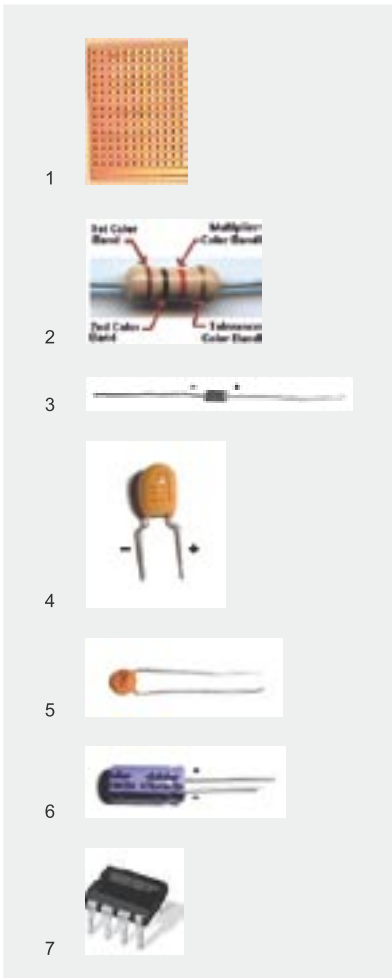 1
1st Color Multiplier
Band Color Band
2nd Color Tolerance
Band Color Band
2
- +
3
- +
4
5
+
-
6
7